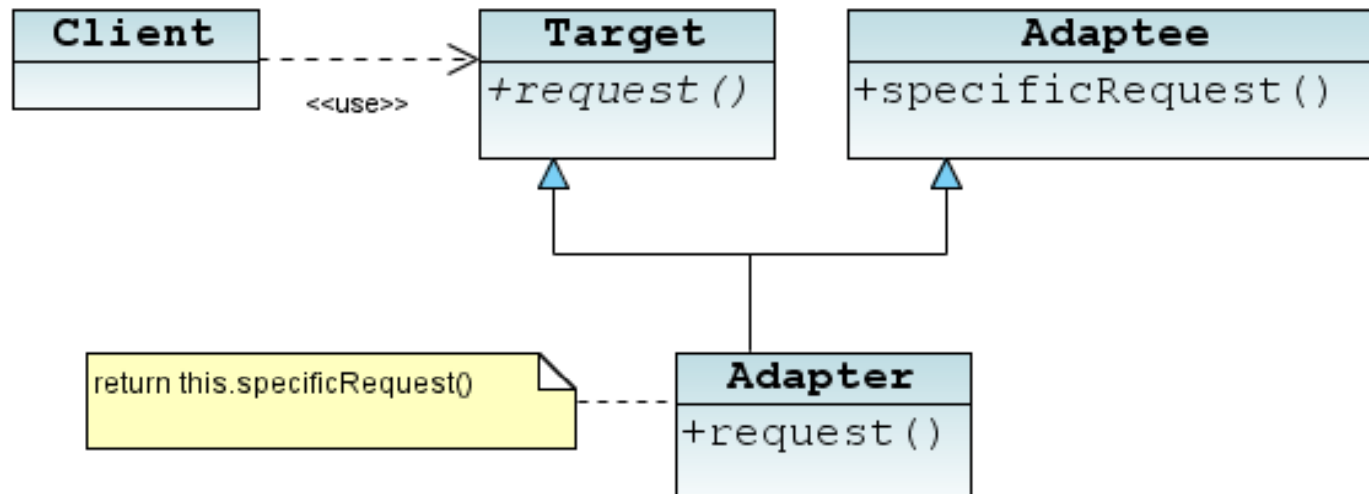 Client
<<use>>
Target
+request()
Adaptee
+specificRequest()
return this.specificRequest()
Adapter
+request()